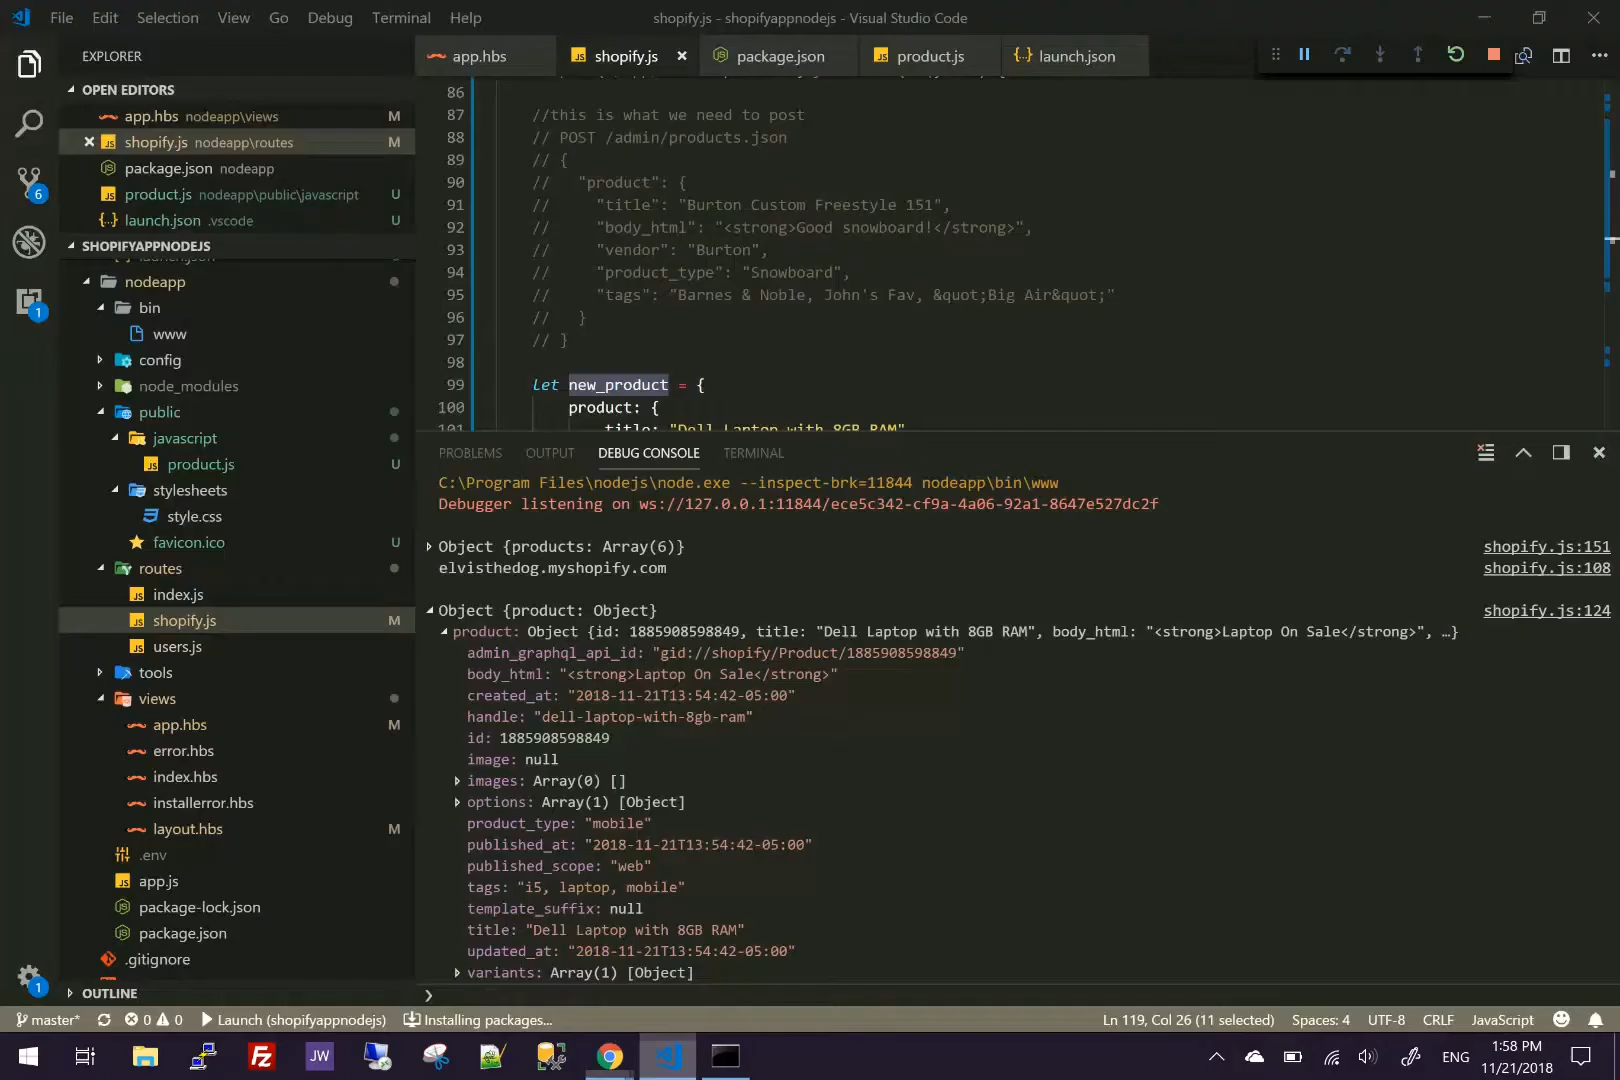 File Edit Selection View Go Debug Terminal Help
shopify.js - shopifyappnodejs - Visual Studio Code
EXPLORER
app.hbs
shopify.js
package.json
product.js
launch.json
OPEN EDITORS
app.hbs nodeapp\views M
shopify.js nodeapp\routes M
package.json nodeapp
product.js nodeapp\public\javascript U
launch.json .vscode U
SHOPIFYAPPNODEJS
launch.json
nodeapp
bin
www
config
node_modules
public
javascript
product.js U
stylesheets
style.css
favicon.ico U
routes
index.js
shopify.js M
users.js
tools
views
app.hbs M
error.hbs
index.hbs
installerror.hbs
layout.hbs M
.env
app.js
package-lock.json
package.json
.gitignore
OUTLINE
6
1
1
86
87 //this is what we need to post
88 // POST /admin/products.json
89 // {
90 //   "product": {
91 //     "title": "Burton Custom Freestyle 151",
92 //     "body_html": "<strong>Good snowboard!</strong>",
93 //     "vendor": "Burton",
94 //     "product_type": "Snowboard",
95 //     "tags": "Barnes & Noble, John's Fav, &quot;Big Air&quot;"
96 //   }
97 // }
98
99 let new_product = {
100 product: {
101 title: "Dell Laptop with 8GB RAM"
PROBLEMS OUTPUT DEBUG CONSOLE TERMINAL
C:\Program Files\nodejs\node.exe --inspect-brk=11844 nodeapp\bin\www
Debugger listening on ws://127.0.0.1:11844/ece5c342-cf9a-4a06-92a1-8647e527dc2f
Object {products: Array(6)} shopify.js:151
elvisthedog.myshopify.com shopify.js:108
Object {product: Object} shopify.js:124
product: Object {id: 1885908598849, title: "Dell Laptop with 8GB RAM", body_html: "<strong>Laptop On Sale</strong>", …}
admin_graphql_api_id: "gid://shopify/Product/1885908598849"
body_html: "<strong>Laptop On Sale</strong>"
created_at: "2018-11-21T13:54:42-05:00"
handle: "dell-laptop-with-8gb-ram"
id: 1885908598849
image: null
images: Array(0) []
options: Array(1) [Object]
product_type: "mobile"
published_at: "2018-11-21T13:54:42-05:00"
published_scope: "web"
tags: "i5, laptop, mobile"
template_suffix: null
title: "Dell Laptop with 8GB RAM"
updated_at: "2018-11-21T13:54:42-05:00"
variants: Array(1) [Object]
master* 0 0 Launch (shopifyappnodejs) Installing packages... Ln 119, Col 26 (11 selected) Spaces: 4 UTF-8 CRLF JavaScript
JW
ENG
1:58 PM
11/21/2018